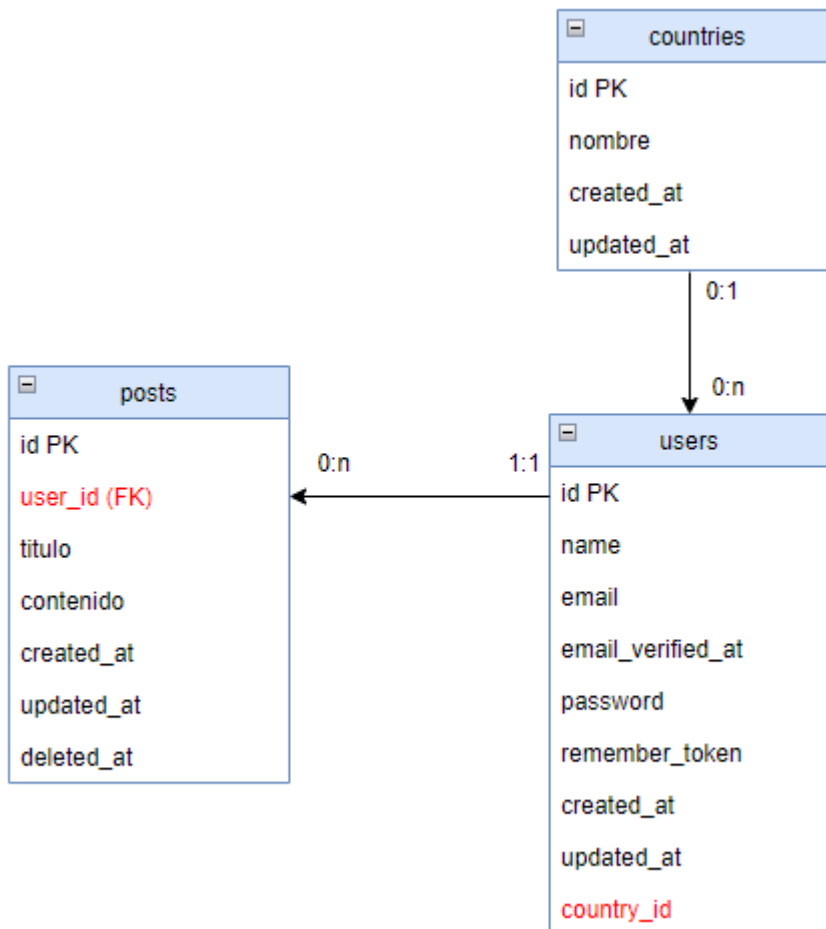 countries
id PK
nombre
created_at
updated_at
0:1
0:n
posts
id PK
user_id (FK)
titulo
contenido
created_at
updated_at
deleted_at
0:n
1:1
users
id PK
name
email
email_verified_at
password
remember_token
created_at
updated_at
country_id